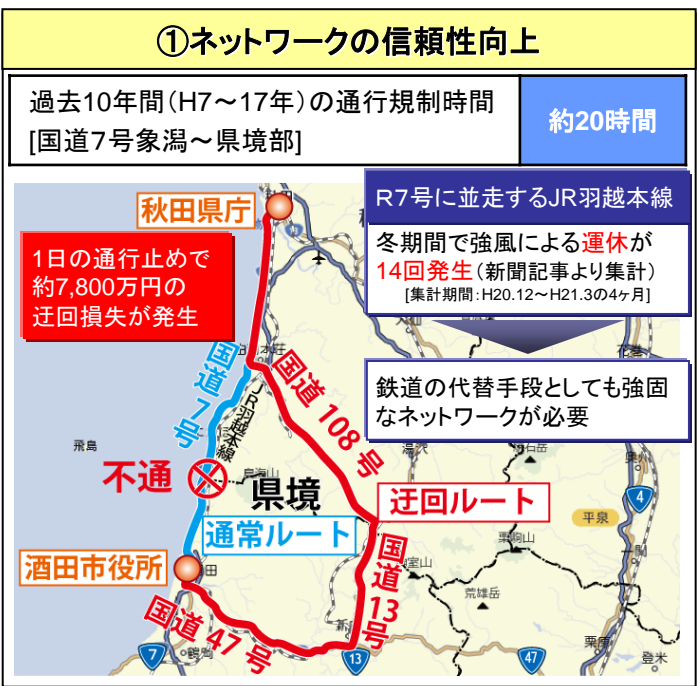 ①ネットワークの信頼性向上
過去10年間(H7～17年)の通行規制時間
[国道7号象潟～県境部]
約20時間
秋田県庁
R7号に並走するJR羽越本線
冬期間で強風による運休が
14回発生(新聞記事より集計)
[集計期間:H20.12～H21.3の4ヶ月]
1日の通行止めで
約7,800万円の
迂回損失が発生
鉄道の代替手段としても強固
なネットワークが必要
国道7号
JR羽越本線
国道108号
飛島
不通
県境
迂回ルート
通常ルート
4
平泉
一関
酒田市役所
国道13号
荒雄岳
国道47号
7
13
47
登米